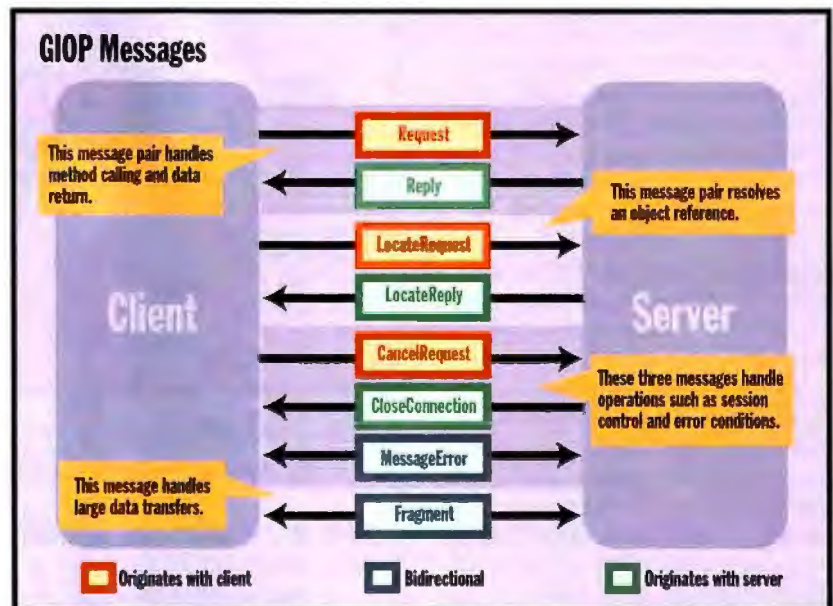 GIOP Messages
This message pair handles
method calling and data
return.
Request
Reply
This message pair resolves
an object reference.
LocateRequest
LocateReply
Client
Server
CancelRequest
CloseConnection
These three messages handle
operations such as session
control and error conditions.
MessageError
This message handles
large data transfers.
Fragment
Originates with client
Bidirectional
Originates with server